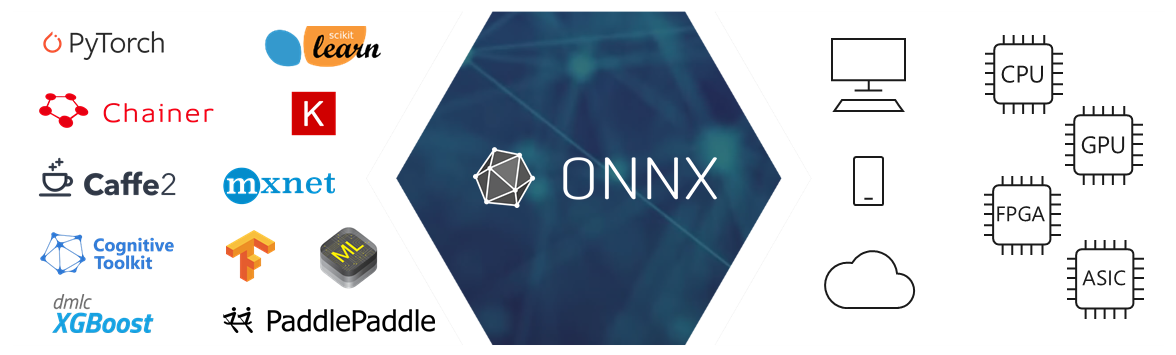 PyTorch
scikit
learn
Chainer
K
Caffe2
mxnet
Cognitive
Toolkit
ML
dmlc
XGBoost
PaddlePaddle
ONNX
CPU
GPU
FPGA
ASIC